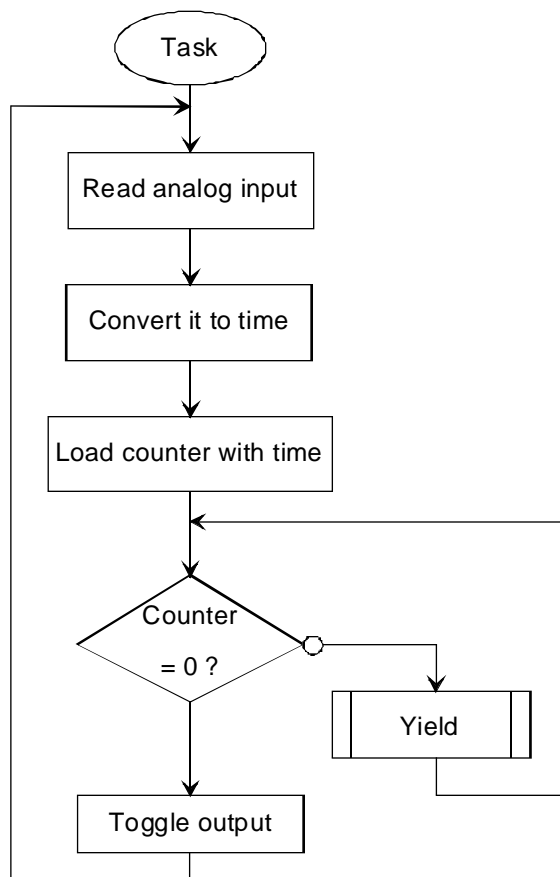 Task
Read analog input
Convert it to time
Load counter with time
Counter
= 0 ?
Yield
Toggle output